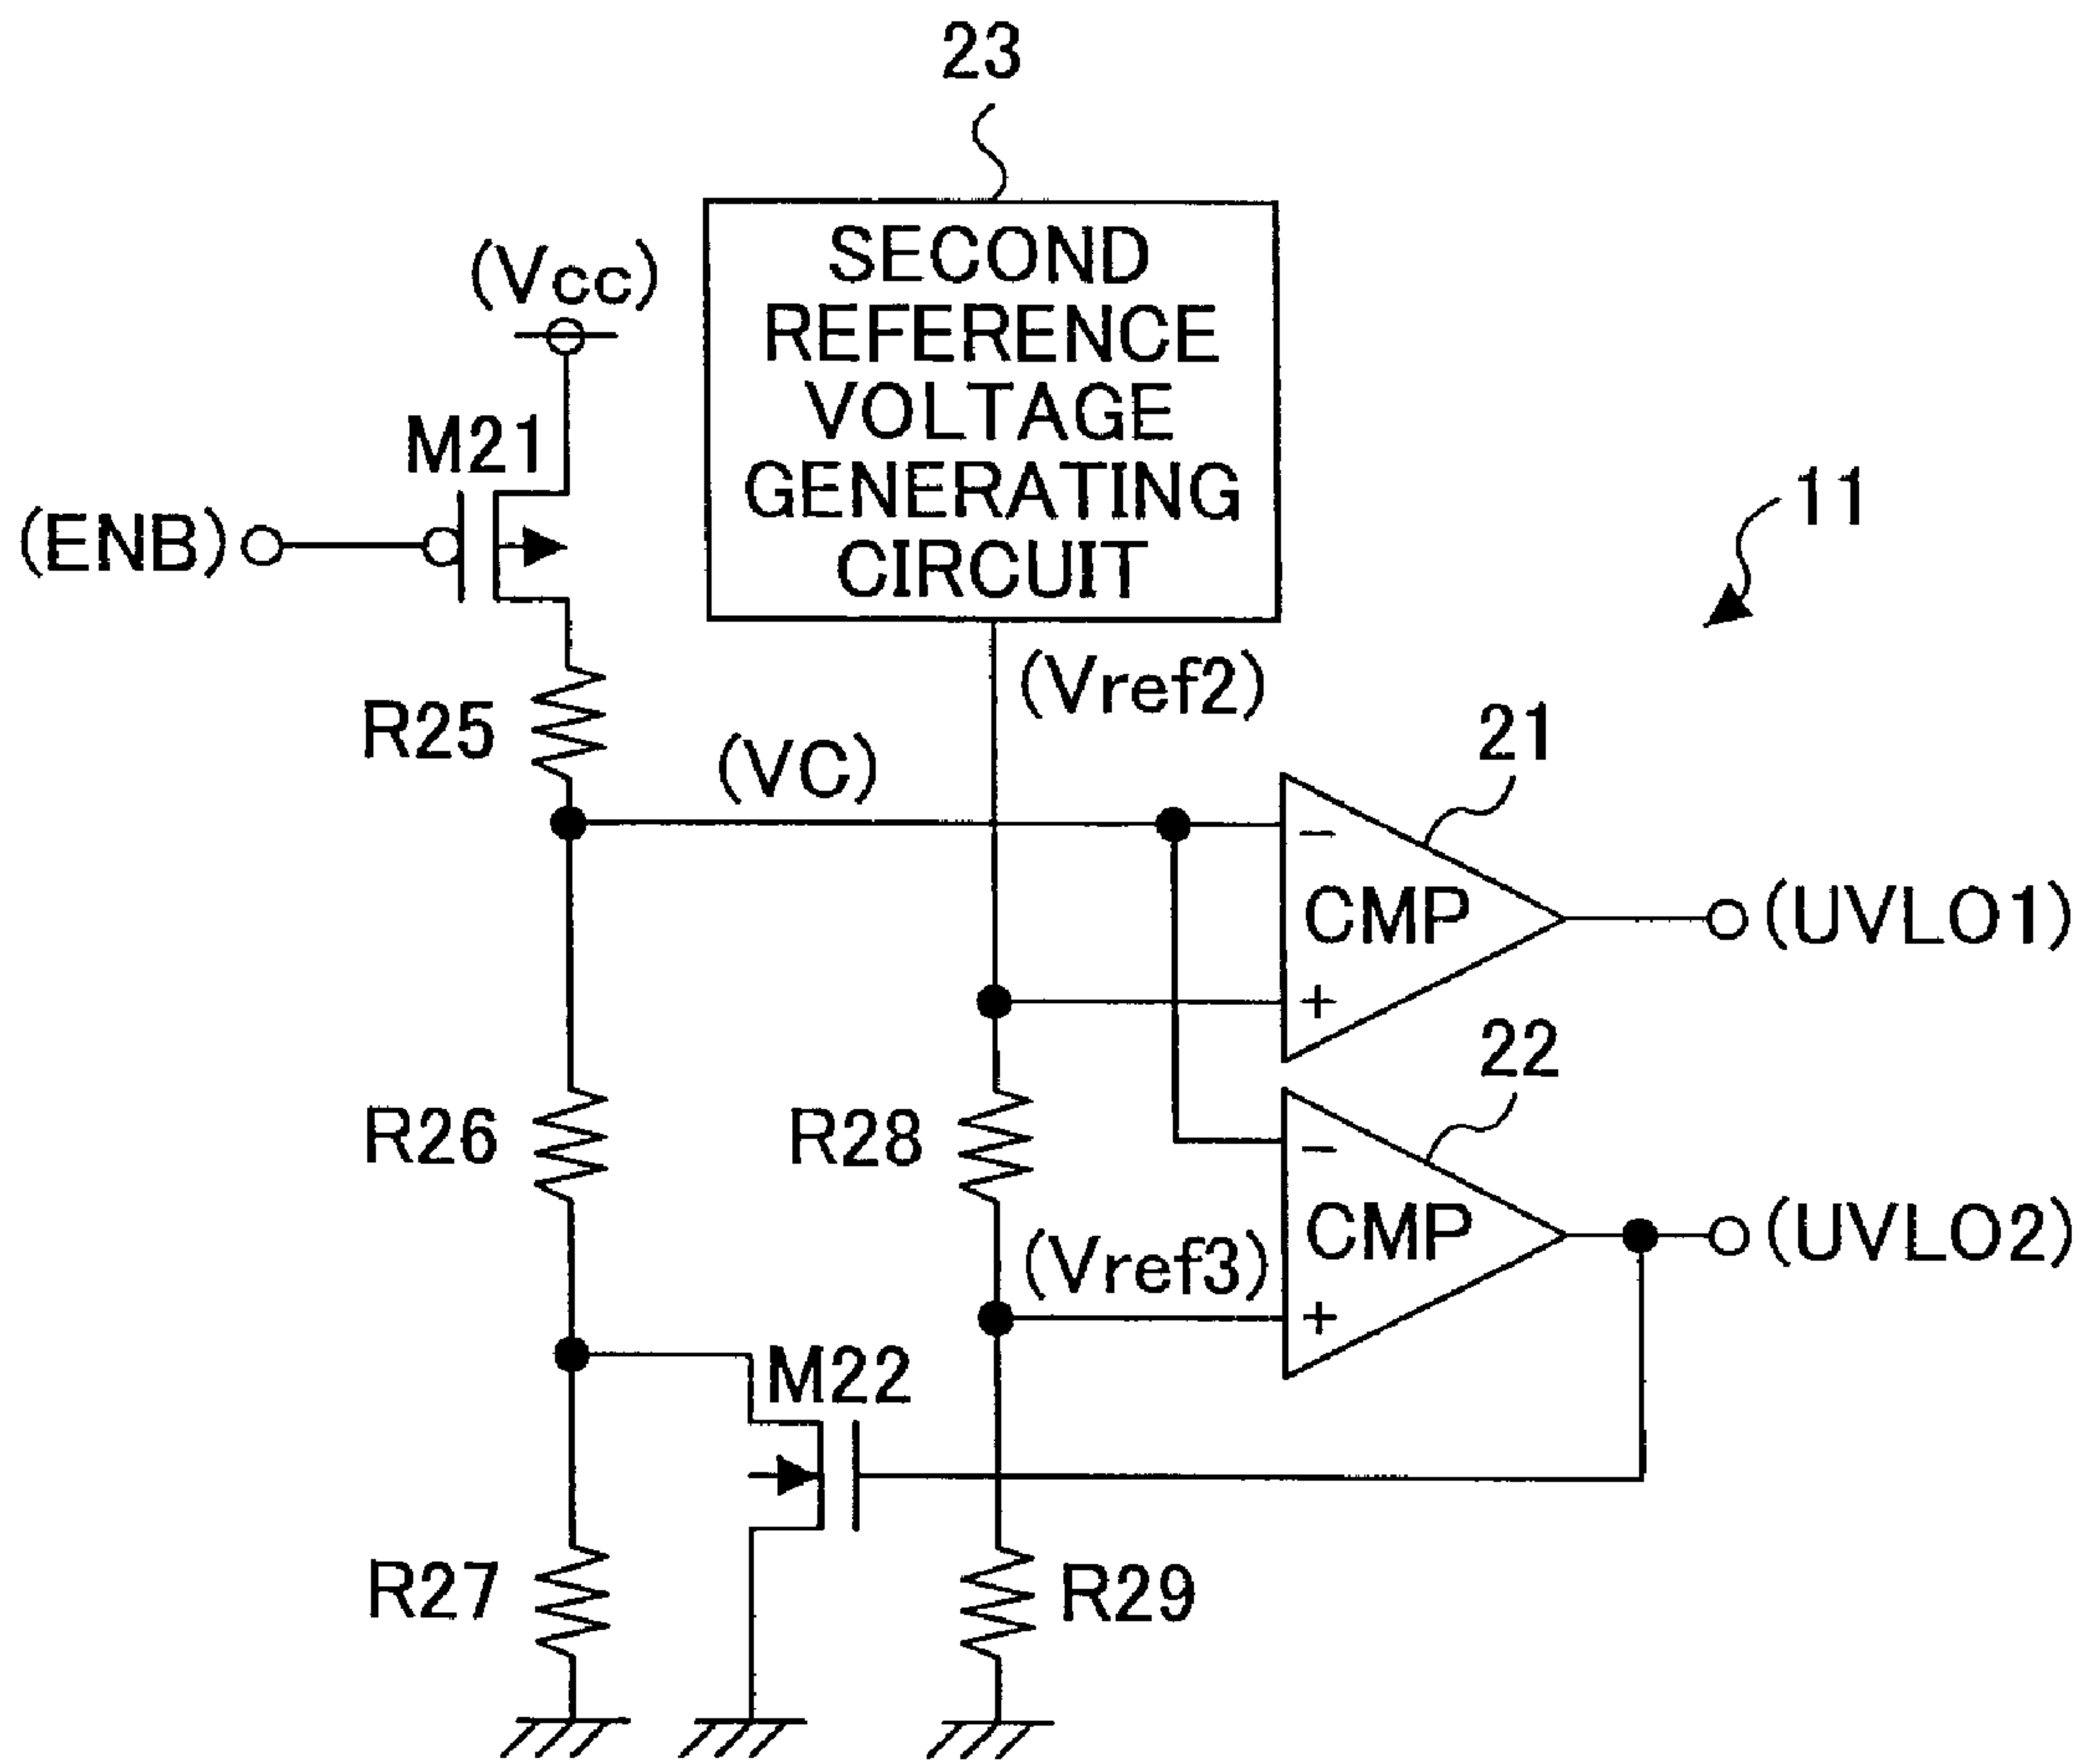 23
SECOND
REFERENCE
VOLTAGE
GENERATING
CIRCUIT
(Vcc)
M21
(ENB)
11
(Vref2)
R25
(VC)
21
-
CMP
+
(UVLO1)
22
R26
R28
-
CMP
+
(UVLO2)
(Vref3)
M22
R27
R29